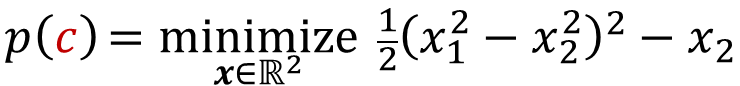 p(c) = minimize ½(x₁² − x₂²)² − x₂
x∈ℝ²